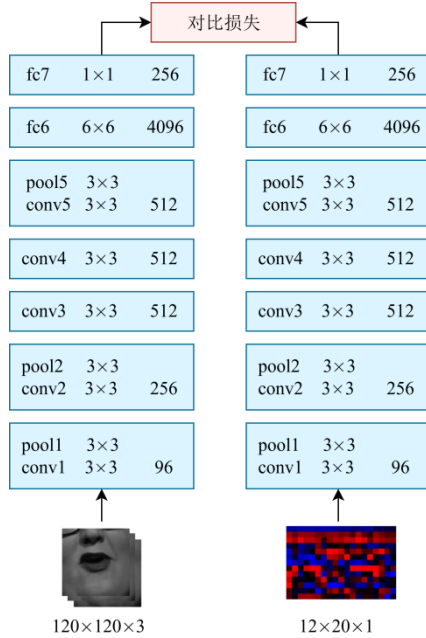 对比损失
fc7 1×1 256
fc6 6×6 4096
pool5 3×3
conv5 3×3 512
conv4 3×3 512
conv3 3×3 512
pool2 3×3
conv2 3×3 256
pool1 3×3
conv1 3×3 96
120×120×3
fc7 1×1 256
fc6 6×6 4096
pool5 3×3
conv5 3×3 512
conv4 3×3 512
conv3 3×3 512
pool2 3×3
conv2 3×3 256
pool1 3×3
conv1 3×3 96
12×20×1